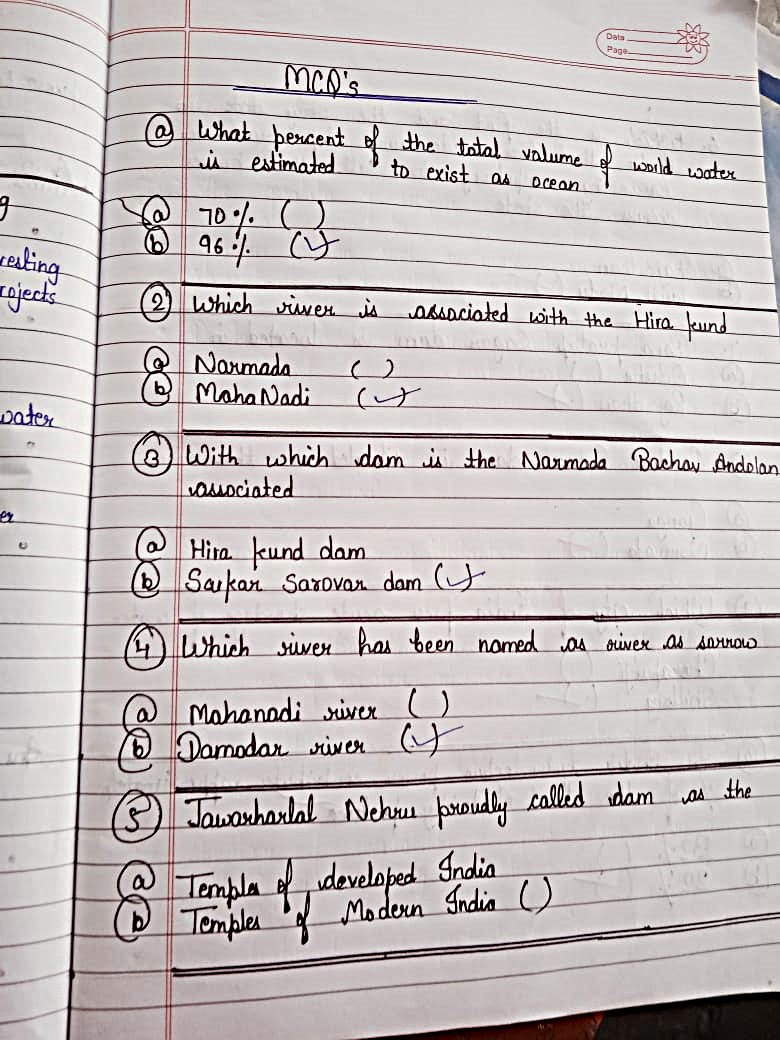 Date
Page
MCQ's
ⓐ What percent of the total volume of world water
is estimated to exist as ocean
ⓐ 70 % ( )
ⓑ 96 % (✓)
② Which river is associated with the Hira kund
ⓐ Narmada ( )
ⓑ MahaNadi (✓)
③ With which dam is the Narmada Bachav Andolan
associated
ⓐ Hira kund dam
ⓑ Sarkar Sarovar dam (✓)
④ Which river has been named as river as sorrow
ⓐ Mahanadi river ( )
ⓑ Damodar river (✓)
⑤ Jawarharlal Nehru proudly called dam as the
ⓐ Temples of developed India
ⓑ Temples of Modern India ( )
g
resting
rojects
water
er